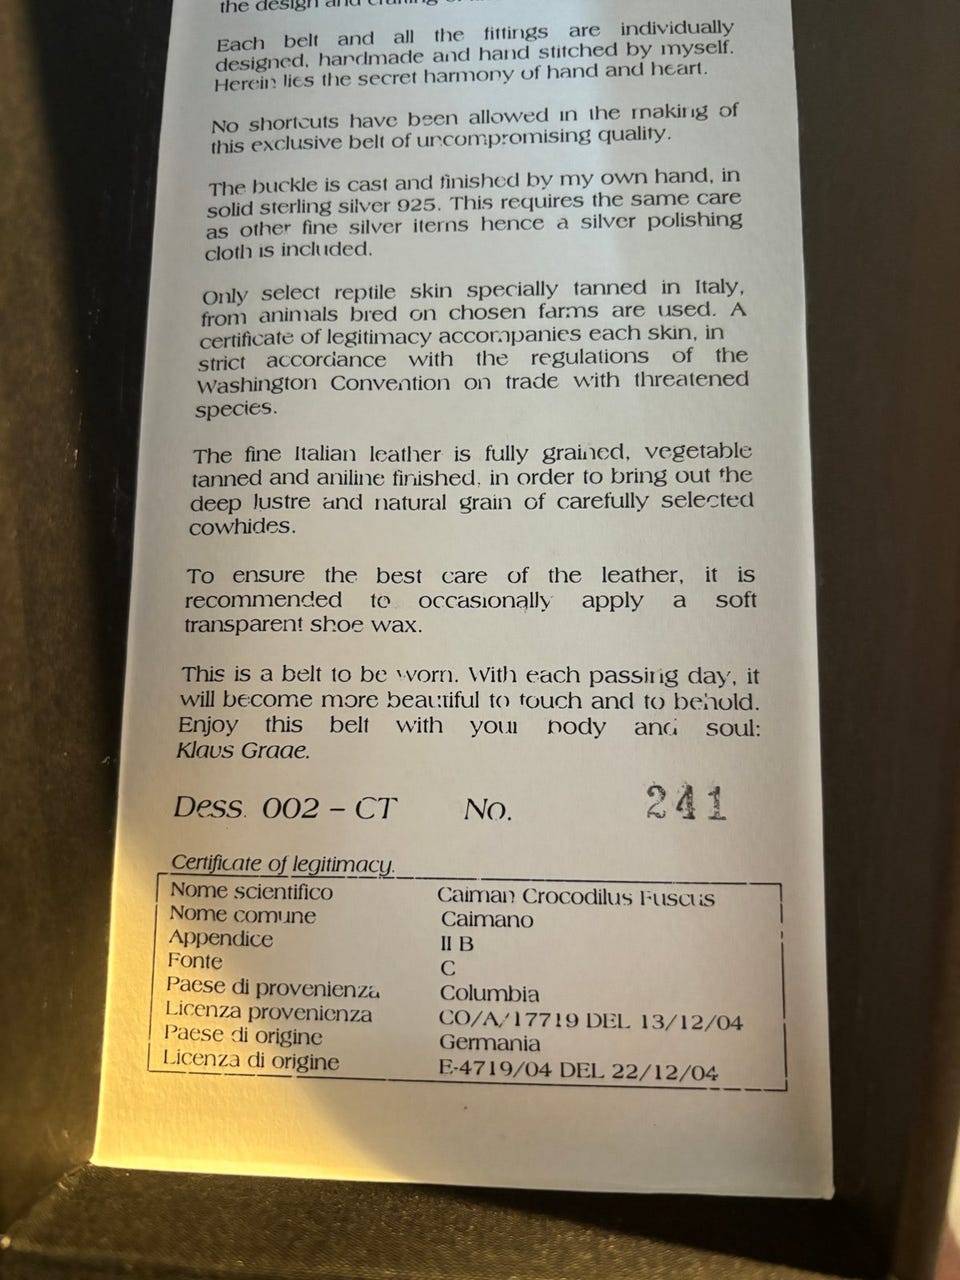 the design and crafting of
Each belt and all the fittings are individually
designed, handmade and hand stitched by myself.
Herein lies the secret harmony of hand and heart.
No shortcuts have been allowed in the making of
this exclusive belt of uncompromising quality.
The buckle is cast and finished by my own hand, in
solid sterling silver 925. This requires the same care
as other fine silver items hence a silver polishing
cloth is included.
Only select reptile skin specially tanned in Italy,
from animals bred on chosen farms are used. A
certificate of legitimacy accompanies each skin, in
strict accordance with the regulations of the
Washington Convention on trade with threatened
species.
The fine Italian leather is fully grained, vegetable
tanned and aniline finished, in order to bring out the
deep lustre and natural grain of carefully selected
cowhides.
To ensure the best care of the leather, it is
recommended to occasionally apply a soft
transparent shoe wax.
This is a belt to be worn. With each passing day, it
will become more beautiful to touch and to behold.
Enjoy this belt with your body and soul:
Klaus Graae.
Dess. 002 - CT No. 241
Certificate of legitimacy.
Nome scientifico Caiman Crocodilus Fuscus
Nome comune Caimano
Appendice II B
Fonte C
Paese di provenienza Columbia
Licenza provenienza CO/A/17719 DEL 13/12/04
Paese di origine Germania
Licenza di origine E-4719/04 DEL 22/12/04